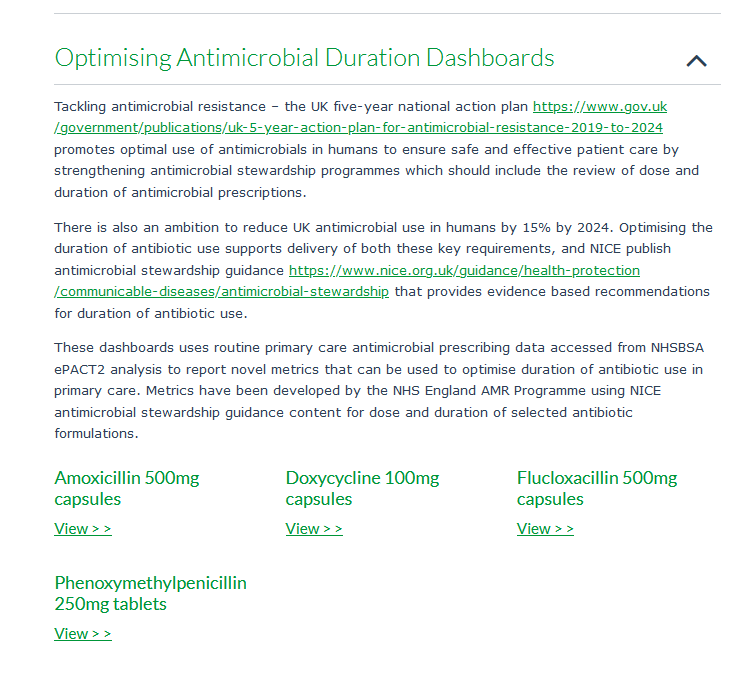 Optimising Antimicrobial Duration Dashboards
Tackling antimicrobial resistance – the UK five-year national action plan https://www.gov.uk
/government/publications/uk-5-year-action-plan-for-antimicrobial-resistance-2019-to-2024
promotes optimal use of antimicrobials in humans to ensure safe and effective patient care by
strengthening antimicrobial stewardship programmes which should include the review of dose and
duration of antimicrobial prescriptions.
There is also an ambition to reduce UK antimicrobial use in humans by 15% by 2024. Optimising the
duration of antibiotic use supports delivery of both these key requirements, and NICE publish
antimicrobial stewardship guidance https://www.nice.org.uk/guidance/health-protection
/communicable-diseases/antimicrobial-stewardship that provides evidence based recommendations
for duration of antibiotic use.
These dashboards uses routine primary care antimicrobial prescribing data accessed from NHSBSA
ePACT2 analysis to report novel metrics that can be used to optimise duration of antibiotic use in
primary care. Metrics have been developed by the NHS England AMR Programme using NICE
antimicrobial stewardship guidance content for dose and duration of selected antibiotic
formulations.
Amoxicillin 500mg
capsules
View > >
Doxycycline 100mg
capsules
View > >
Flucloxacillin 500mg
capsules
View > >
Phenoxymethylpenicillin
250mg tablets
View > >